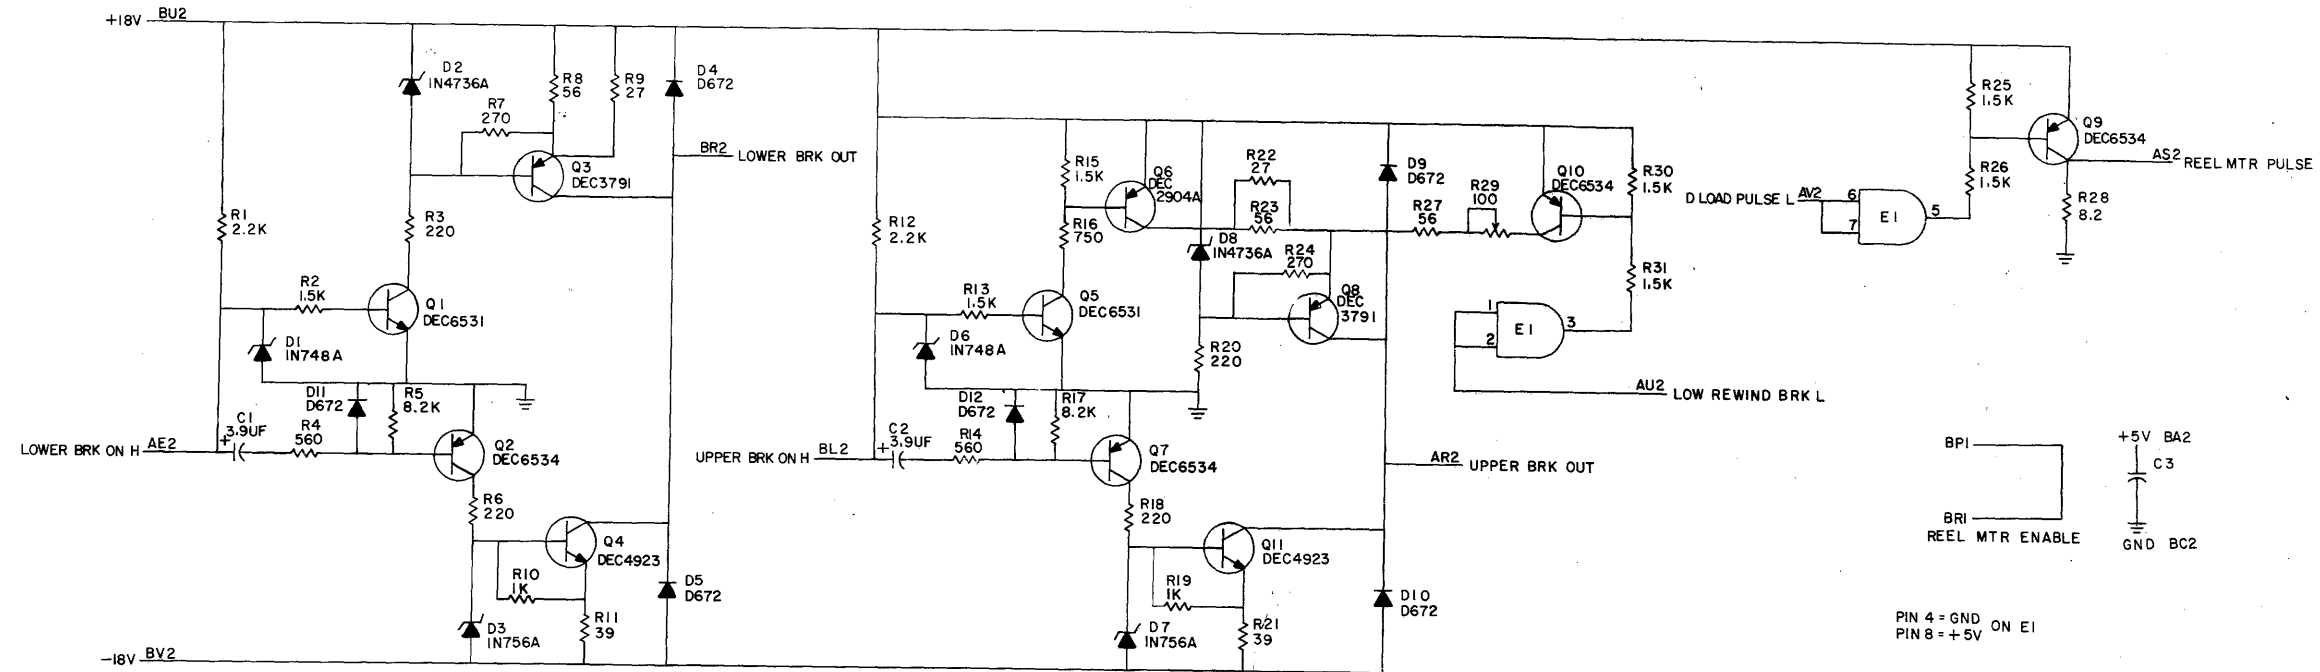 +18V BU2
D2
IN4736A
R7
270
R8
56
R9
27
D4
D672
BR2 LOWER BRK OUT
Q3
DEC3791
R1
2.2K
R3
220
R2
1.5K
Q1
DEC6531
D1
IN748A
D11
D672
R5
8.2K
C1
3.9UF
+
R4
560
LOWER BRK ON H AE2
Q2
DEC6534
R6
220
Q4
DEC4923
R10
1K
D5
D672
D3
IN756A
R11
39
-18V BV2
R12
2.2K
R15
1.5K
Q6
DEC
2904A
R22
27
R23
56
R16
750
D8
IN4736A
R24
270
R13
1.5K
Q5
DEC6531
Q8
DEC
3791
D6
IN748A
R20
220
D12
D672
R17
8.2K
C2
3.9UF
+
R14
560
UPPER BRK ON H BL2
Q7
DEC6534
R18
220
Q11
DEC4923
R19
1K
D7
IN756A
R21
39
D9
D672
R27
56
R29
100
Q10
DEC6534
R30
1.5K
R31
1.5K
1
2
E1
3
AU2 LOW REWIND BRK L
AR2 UPPER BRK OUT
D10
D672
D LOAD PULSE L AV2
6
7
E1
5
R25
1.5K
R26
1.5K
Q9
DEC6534
AS2 REEL MTR PULSE
R28
8.2
BP1
BR1
REEL MTR ENABLE
+5V BA2
C3
GND BC2
PIN 4 = GND ON E1
PIN 8 = +5V